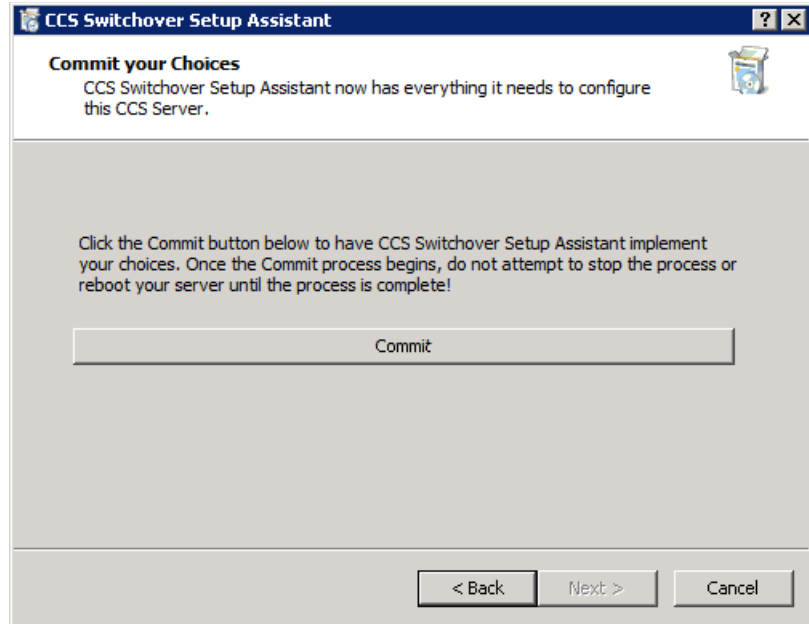 CCS Switchover Setup Assistant
Commit your Choices
CCS Switchover Setup Assistant now has everything it needs to configure
this CCS Server.
Click the Commit button below to have CCS Switchover Setup Assistant implement
your choices. Once the Commit process begins, do not attempt to stop the process or
reboot your server until the process is complete!
Commit
< Back
Next >
Cancel